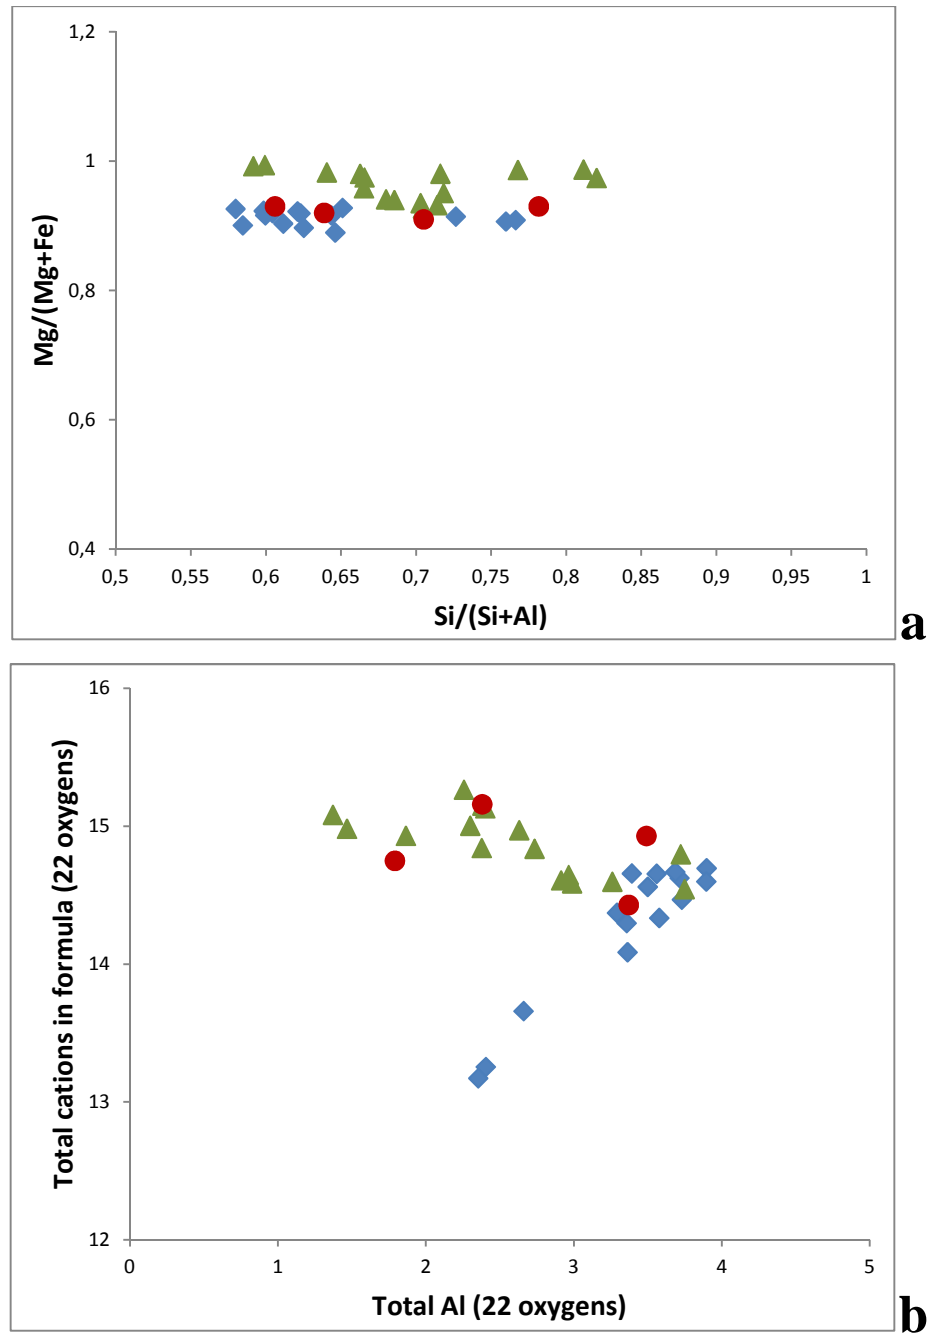 1,2
1
0,8
0,6
0,4
Mg/(Mg+Fe)
0,5 0,55 0,6 0,65 0,7 0,75 0,8 0,85 0,9 0,95 1
Si/(Si+Al)
a
16
15
14
13
12
Total cations in formula (22 oxygens)
0 1 2 3 4 5
Total Al (22 oxygens)
b